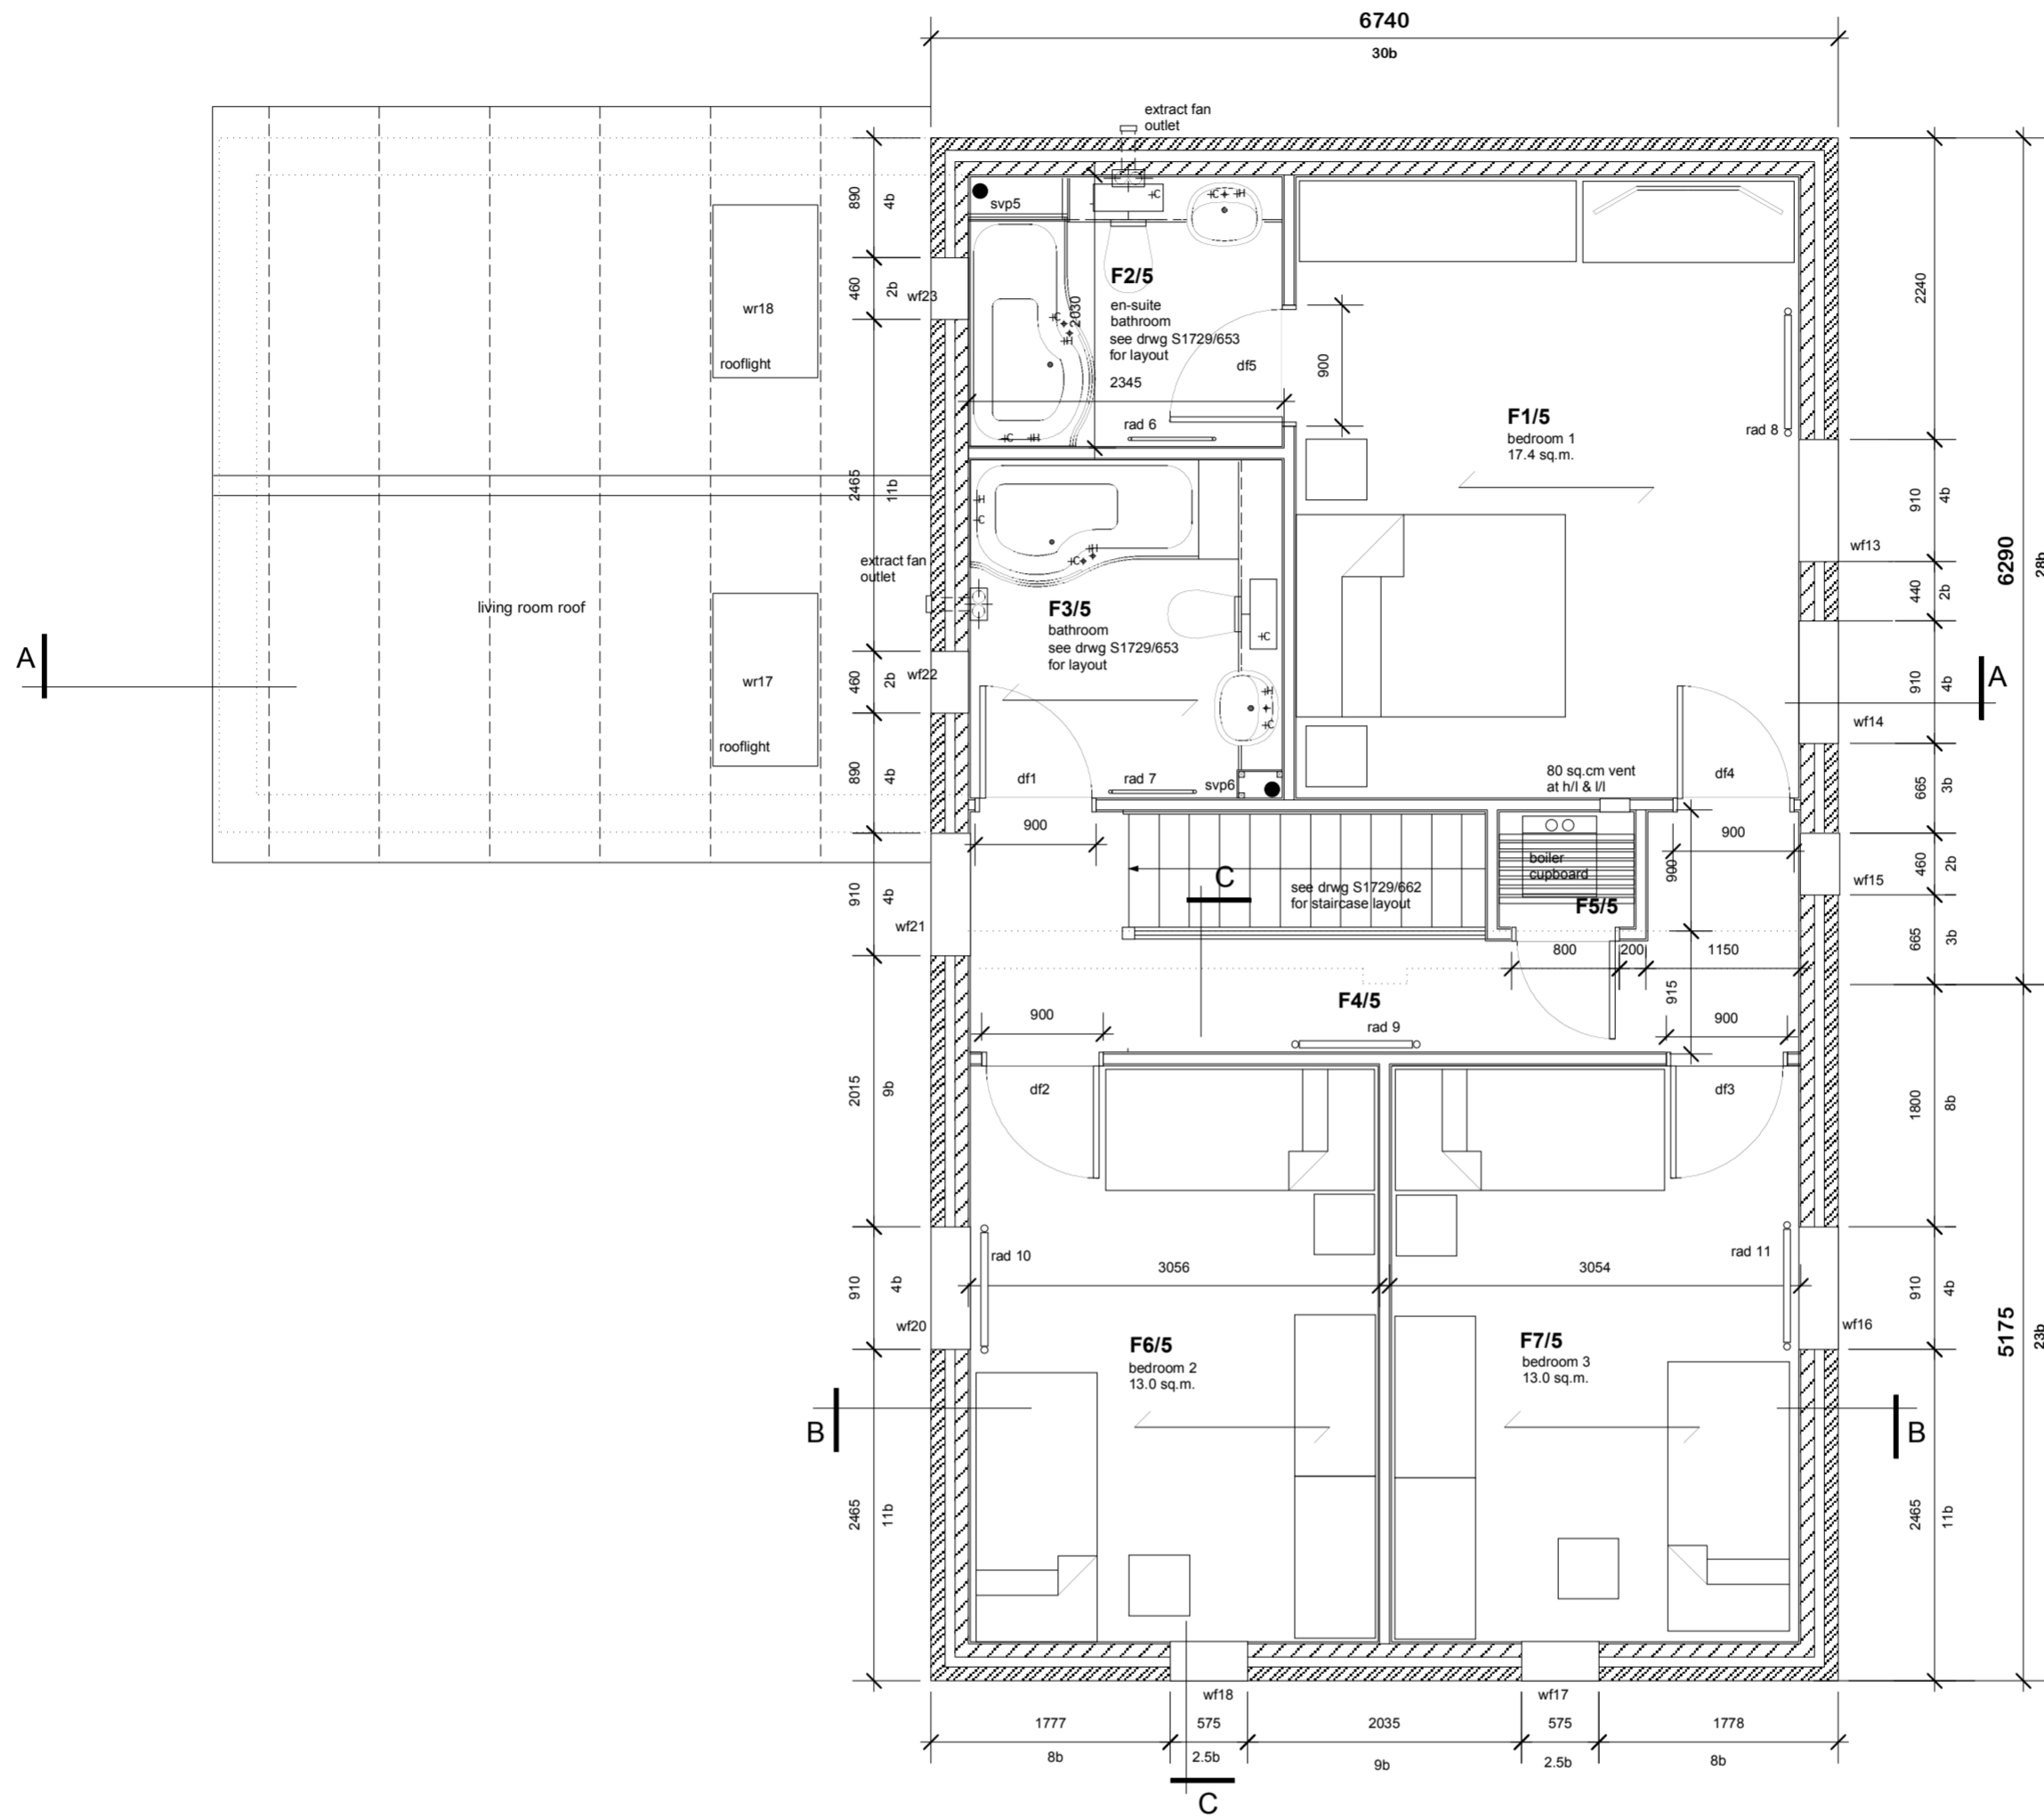 6740
30b
extract fan
outlet
890
4b
svp5
+C
+C
+H
F2/5
en-suite
bathroom
see drwg S1729/653
for layout
2030
+C
+H
2345
df5
900
rad 6
+C
+H
460
2b
wf23
wr18
rooflight
F1/5
bedroom 1
17.4 sq.m.
rad 8
2240
2465
11b
+H
+C
+H
+C
910
4b
wf13
6290
28b
extract fan
outlet
living room roof
440
2b
F3/5
bathroom
see drwg S1729/653
for layout
+C
A
A
wr17
rooflight
460
2b
wf22
+H
+C
910
4b
wf14
890
4b
df1
rad 7
svp6
80 sq.cm vent
at h/l & l/l
df4
665
3b
900
900
900
boiler
cupboard
460
2b
wf15
910
4b
wf21
C
see drwg S1729/662
for staircase layout
F5/5
800
200
1150
665
3b
F4/5
915
900
rad 9
900
2015
9b
df2
df3
1800
8b
rad 10
rad 11
3056
3054
910
4b
wf20
910
4b
wf16
5175
23b
F6/5
bedroom 2
13.0 sq.m.
F7/5
bedroom 3
13.0 sq.m.
B
B
2465
11b
2465
11b
wf18
wf17
1777
575
2035
575
1778
8b
2.5b
9b
2.5b
8b
C